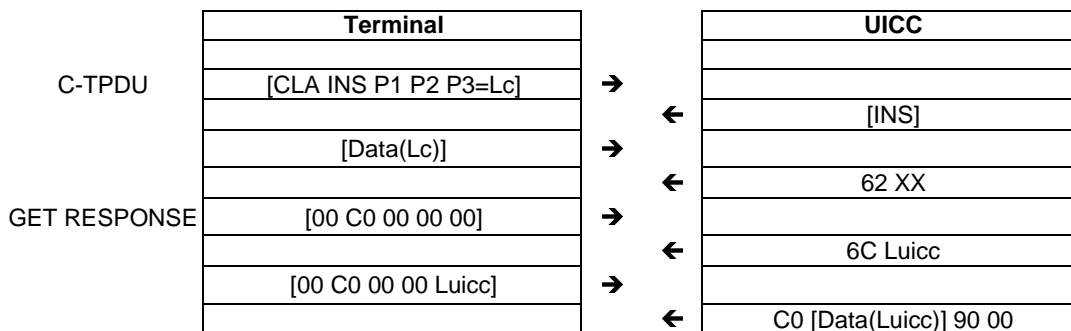 Terminal UICC
C-TPDU [CLA INS P1 P2 P3=Lc] ➔
🡰 [INS]
[Data(Lc)] ➔
🡰 62 XX
GET RESPONSE [00 C0 00 00 00] ➔
🡰 6C Luicc
[00 C0 00 00 Luicc] ➔
🡰 C0 [Data(Luicc)] 90 00